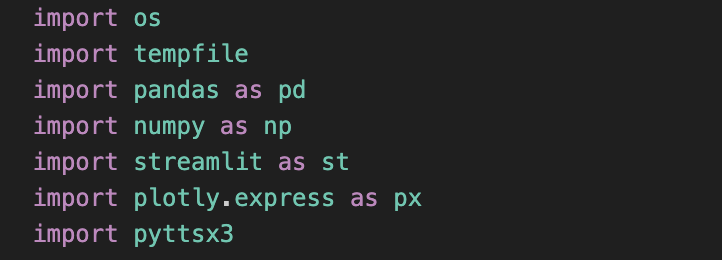 import os
import tempfile
import pandas as pd
import numpy as np
import streamlit as st
import plotly.express as px
import pyttsx3